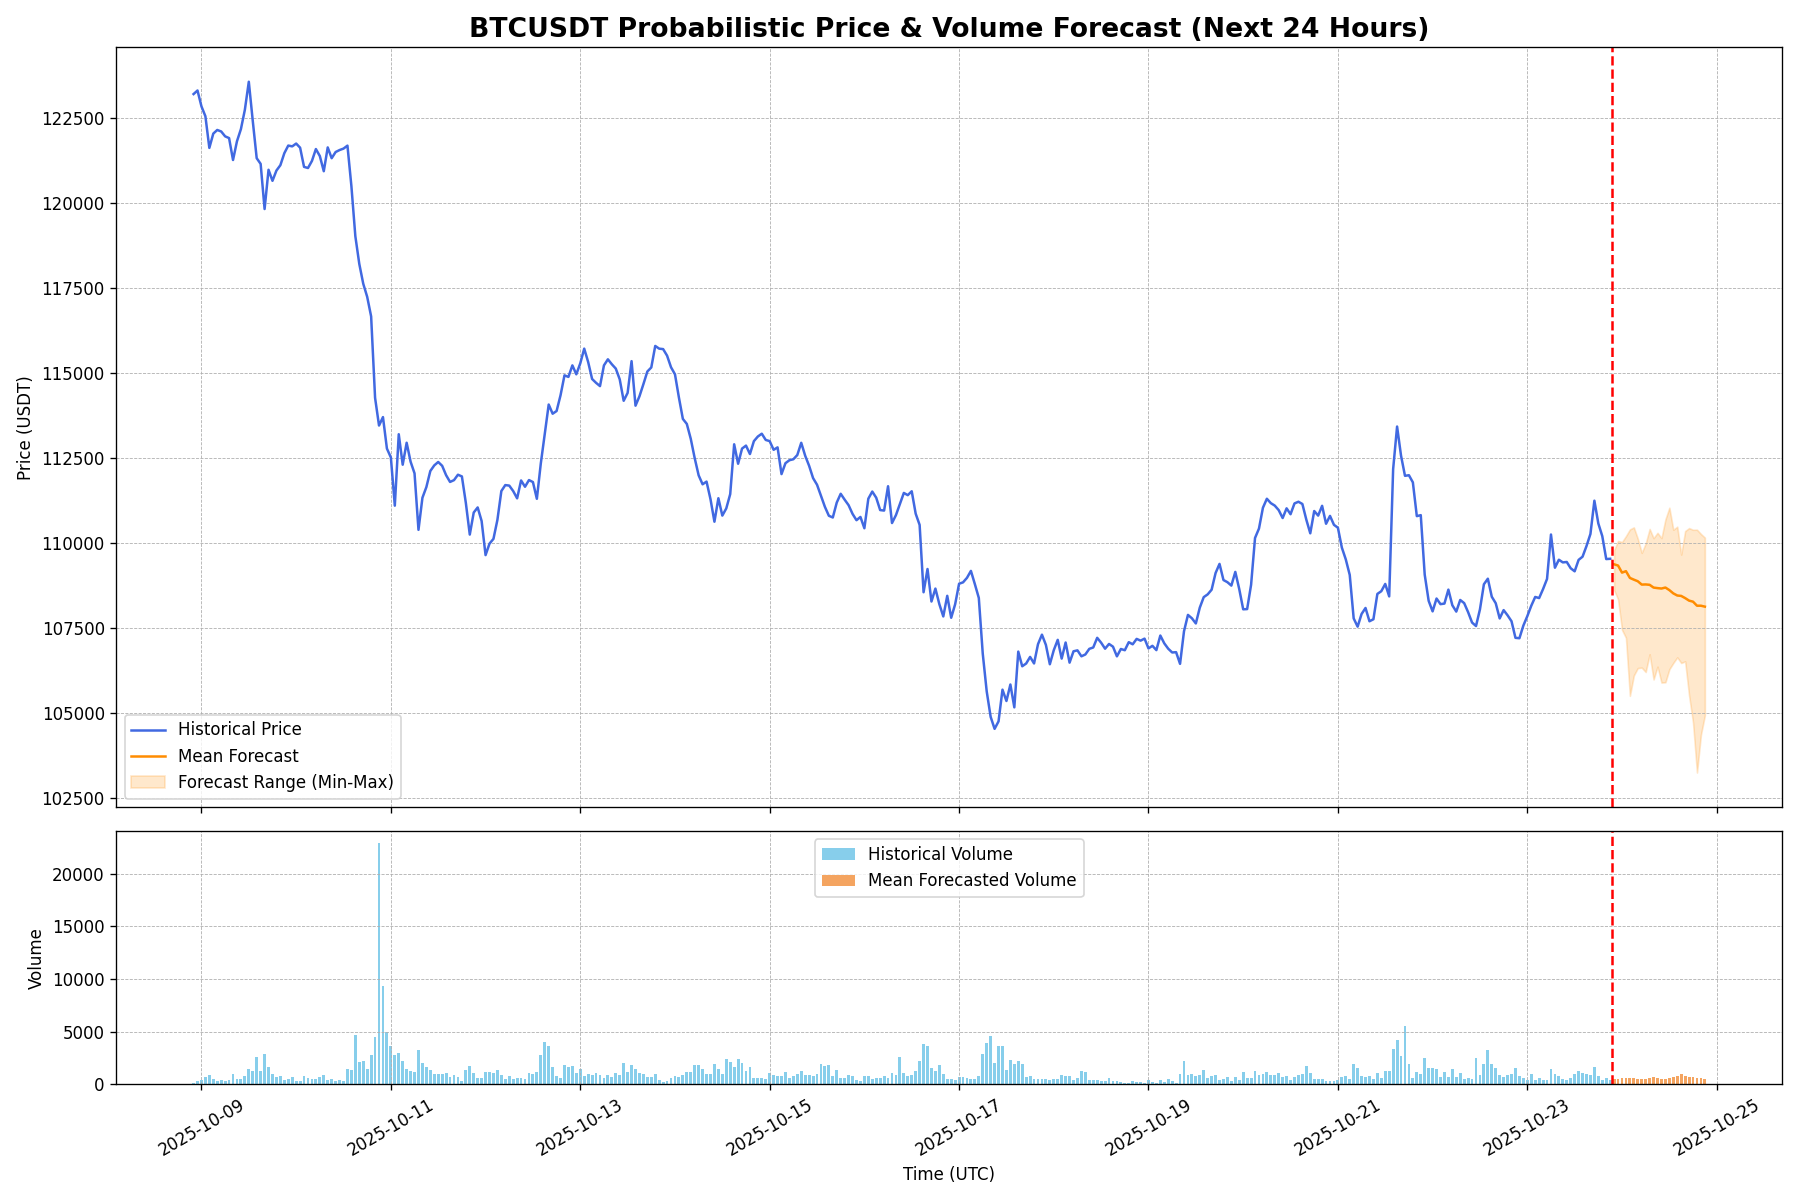 BTCUSDT Probabilistic Price & Volume Forecast (Next 24 Hours)
Price (USDT)
122500
120000
117500
115000
112500
110000
107500
105000
102500
Historical Price
Mean Forecast
Forecast Range (Min-Max)
Volume
20000
15000
10000
5000
0
Historical Volume
Mean Forecasted Volume
2025-10-09
2025-10-11
2025-10-13
2025-10-15
2025-10-17
2025-10-19
2025-10-21
2025-10-23
2025-10-25
Time (UTC)